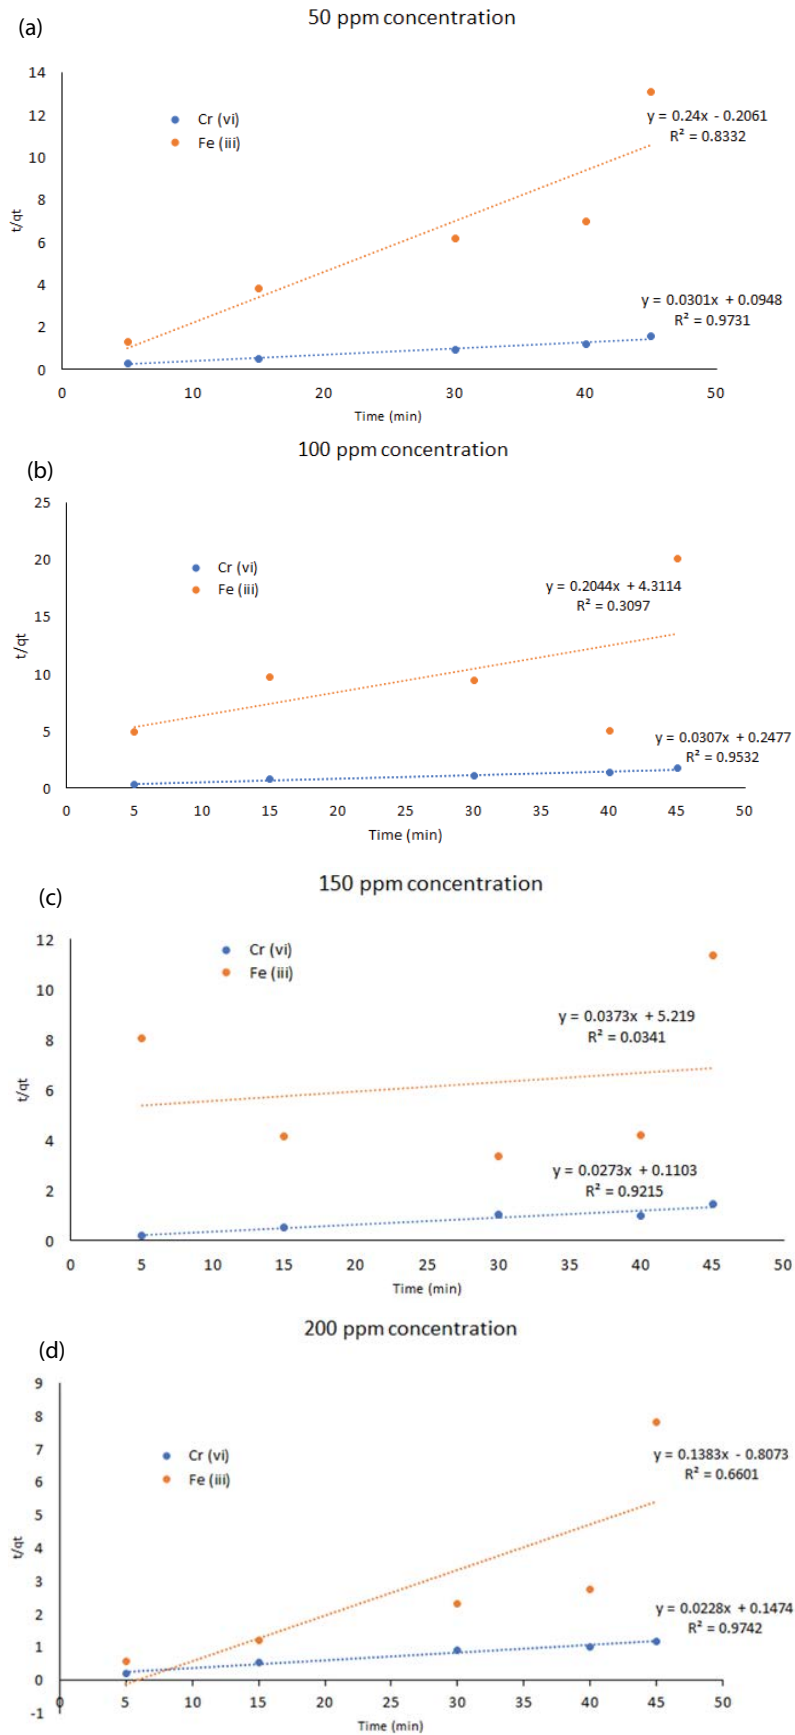 (a)
50 ppm concentration
14
12
10
8
6
4
2
0
t/qt
Cr (vi)
Fe (iii)
y = 0.24x - 0.2061
R² = 0.8332
y = 0.0301x + 0.0948
R² = 0.9731
0 10 20 30 40 50
Time (min)
(b)
100 ppm concentration
25
20
15
10
5
0
t/qt
Cr (vi)
Fe (iii)
y = 0.2044x + 4.3114
R² = 0.3097
y = 0.0307x + 0.2477
R² = 0.9532
0 5 10 15 20 25 30 35 40 45 50
Time (min)
(c)
150 ppm concentration
12
10
8
6
4
2
0
t/qt
Cr (vi)
Fe (iii)
y = 0.0373x + 5.219
R² = 0.0341
y = 0.0273x + 0.1103
R² = 0.9215
0 5 10 15 20 25 30 35 40 45 50
Time (min)
(d)
200 ppm concentration
9
8
7
6
5
4
3
2
1
0
-1
t/qt
Cr (vi)
Fe (iii)
y = 0.1383x - 0.8073
R² = 0.6601
y = 0.0228x + 0.1474
R² = 0.9742
0 5 10 15 20 25 30 35 40 45 50
Time (min)